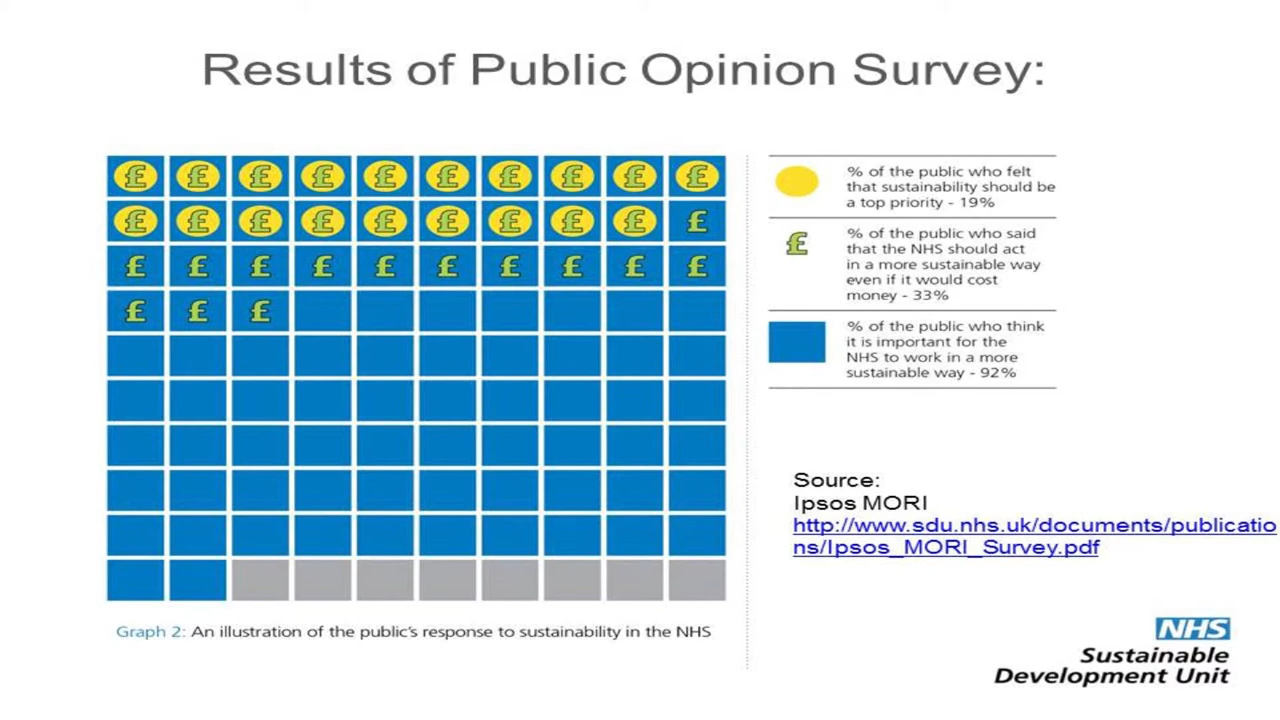 Results of Public Opinion Survey:
£ £ £ £ £ £ £ £ £ £
£ £ £ £ £ £ £ £ £ £
£ £ £ £ £ £ £ £ £ £
£ £ £
Graph 2: An illustration of the public's response to sustainability in the NHS
% of the public who felt
that sustainability should be
a top priority - 19%
£
% of the public who said
that the NHS should act
in a more sustainable way
even if it would cost
money - 33%
% of the public who think
it is important for the
NHS to work in a more
sustainable way - 92%
Source:
Ipsos MORI
http://www.sdu.nhs.uk/documents/publicatio
ns/Ipsos_MORI_Survey.pdf
NHS
Sustainable
Development Unit